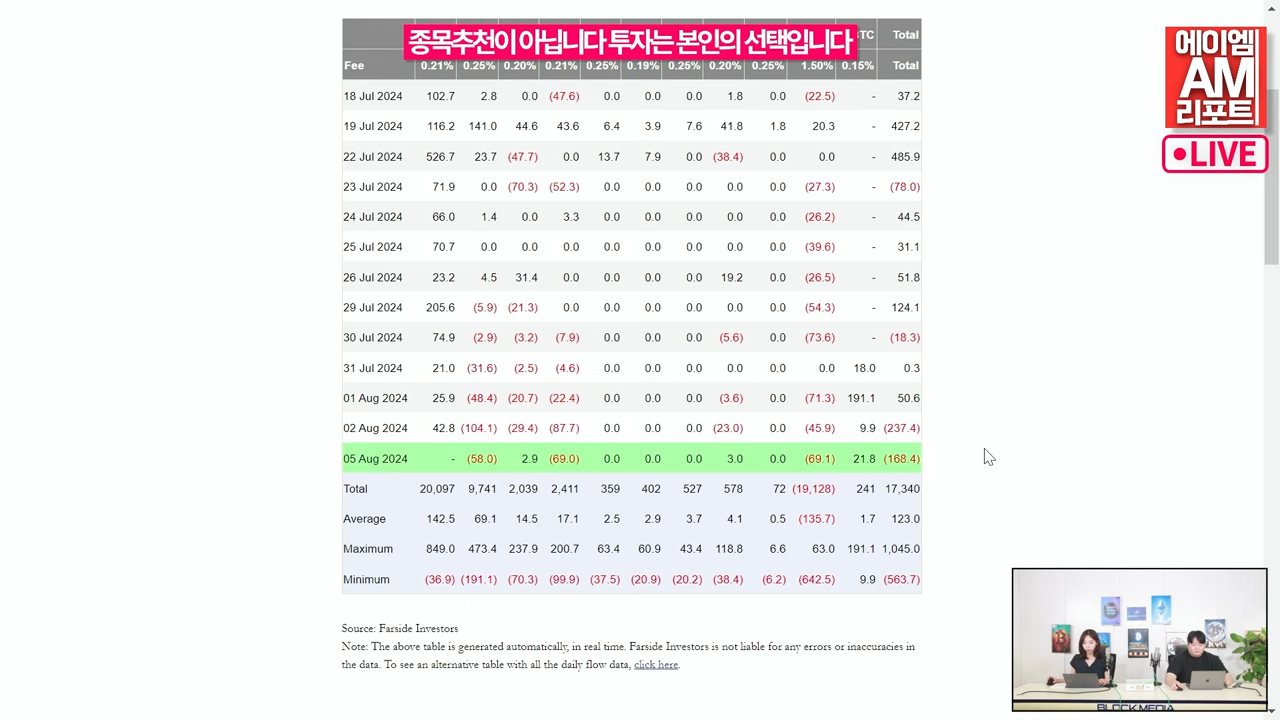 종목추천이 아닙니다 투자는 본인의 선택입니다
TC Total
Fee 0.21% 0.25% 0.20% 0.21% 0.25% 0.19% 0.25% 0.20% 0.25% 1.50% 0.15% Total
18 Jul 2024 102.7 2.8 0.0 (47.6) 0.0 0.0 0.0 1.8 0.0 (22.5) - 37.2
19 Jul 2024 116.2 141.3 44.6 43.6 6.4 3.9 7.6 41.8 1.8 20.3 - 427.2
22 Jul 2024 526.7 23.7 (47.7) 0.0 13.7 7.9 0.0 (38.4) 0.0 0.0 - 485.9
23 Jul 2024 71.9 0.0 (70.3) (52.3) 0.0 0.0 0.0 0.0 0.0 (27.3) - (78.0)
24 Jul 2024 66.0 1.4 0.0 3.3 0.0 0.0 0.0 0.0 0.0 (26.2) - 44.5
25 Jul 2024 70.7 0.0 0.0 0.0 0.0 0.0 0.0 0.0 0.0 (39.6) - 31.1
26 Jul 2024 23.2 4.5 31.4 0.0 0.0 0.0 0.0 19.2 0.0 (26.5) - 51.8
29 Jul 2024 205.6 (5.9) (21.3) 0.0 0.0 0.0 0.0 0.0 0.0 (54.3) - 124.1
30 Jul 2024 74.9 (2.9) (3.2) (7.9) 0.0 0.0 0.0 (5.6) 0.0 (73.6) - (18.3)
31 Jul 2024 21.0 (31.6) (2.5) (4.6) 0.0 0.0 0.0 0.0 0.0 0.0 18.0 0.3
01 Aug 2024 25.9 (48.4) (20.7) (22.4) 0.0 0.0 0.0 (3.6) 0.0 (71.3) 191.1 50.6
02 Aug 2024 42.8 (104.1) (29.4) (87.7) 0.0 0.0 0.0 (23.0) 0.0 (45.9) 9.9 (237.4)
05 Aug 2024 - (58.0) 2.9 (69.0) 0.0 0.0 0.0 3.0 0.0 (69.1) 21.8 (168.4)
Total 20,097 9,741 2,039 2,411 359 402 527 578 72 (19,128) 241 17,340
Average 142.5 69.1 14.5 17.1 2.5 2.9 3.7 4.1 0.5 (135.7) 1.7 123.0
Maximum 849.0 473.4 237.9 200.7 63.4 60.9 43.4 118.8 6.6 63.0 191.1 1,045.0
Minimum (36.9) (191.1) (70.3) (99.9) (37.5) (20.9) (20.2) (38.4) (6.2) (642.5) 9.9 (563.7)
Source: Farside Investors
Note: The above table is generated automatically, in real time. Farside Investors is not liable for any errors or inaccuracies in
the data. To see an alternative table with all the daily flow data, click here.
에이엠
AM
리포트
LIVE
BLOCKMEDIA